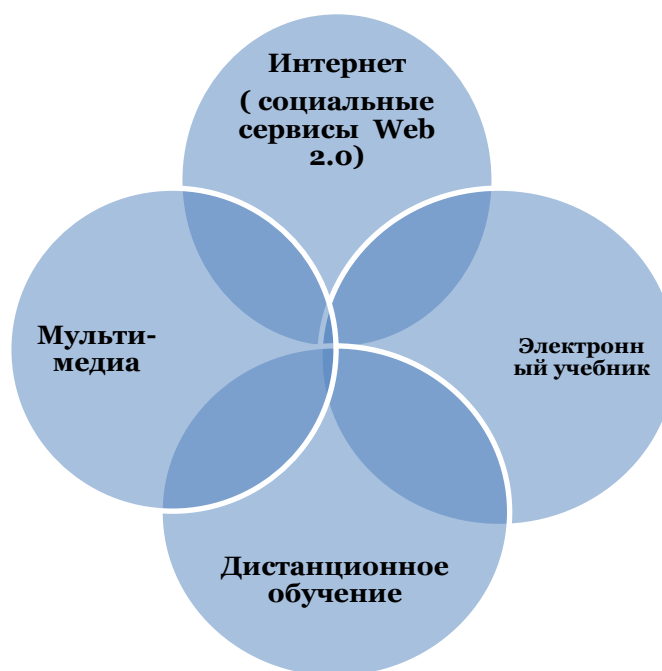 Интернет
( социальные
сервисы Web
2.0)
Мульти-
медиа
Электронн
ый учебник
Дистанционное
обучение